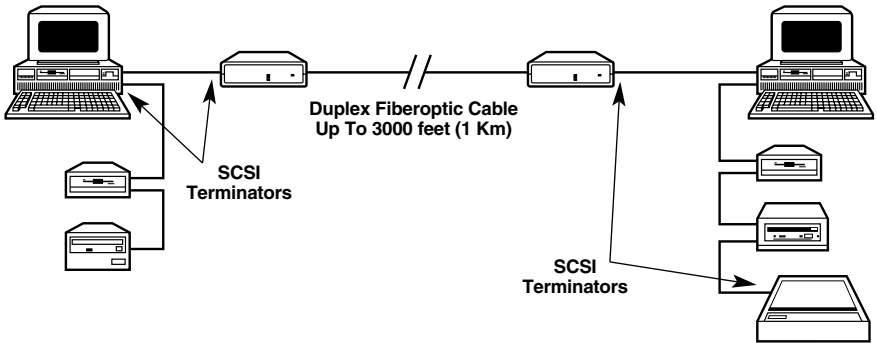 Duplex Fiberoptic Cable
Up To 3000 feet (1 Km)
SCSI
Terminators
SCSI
Terminators